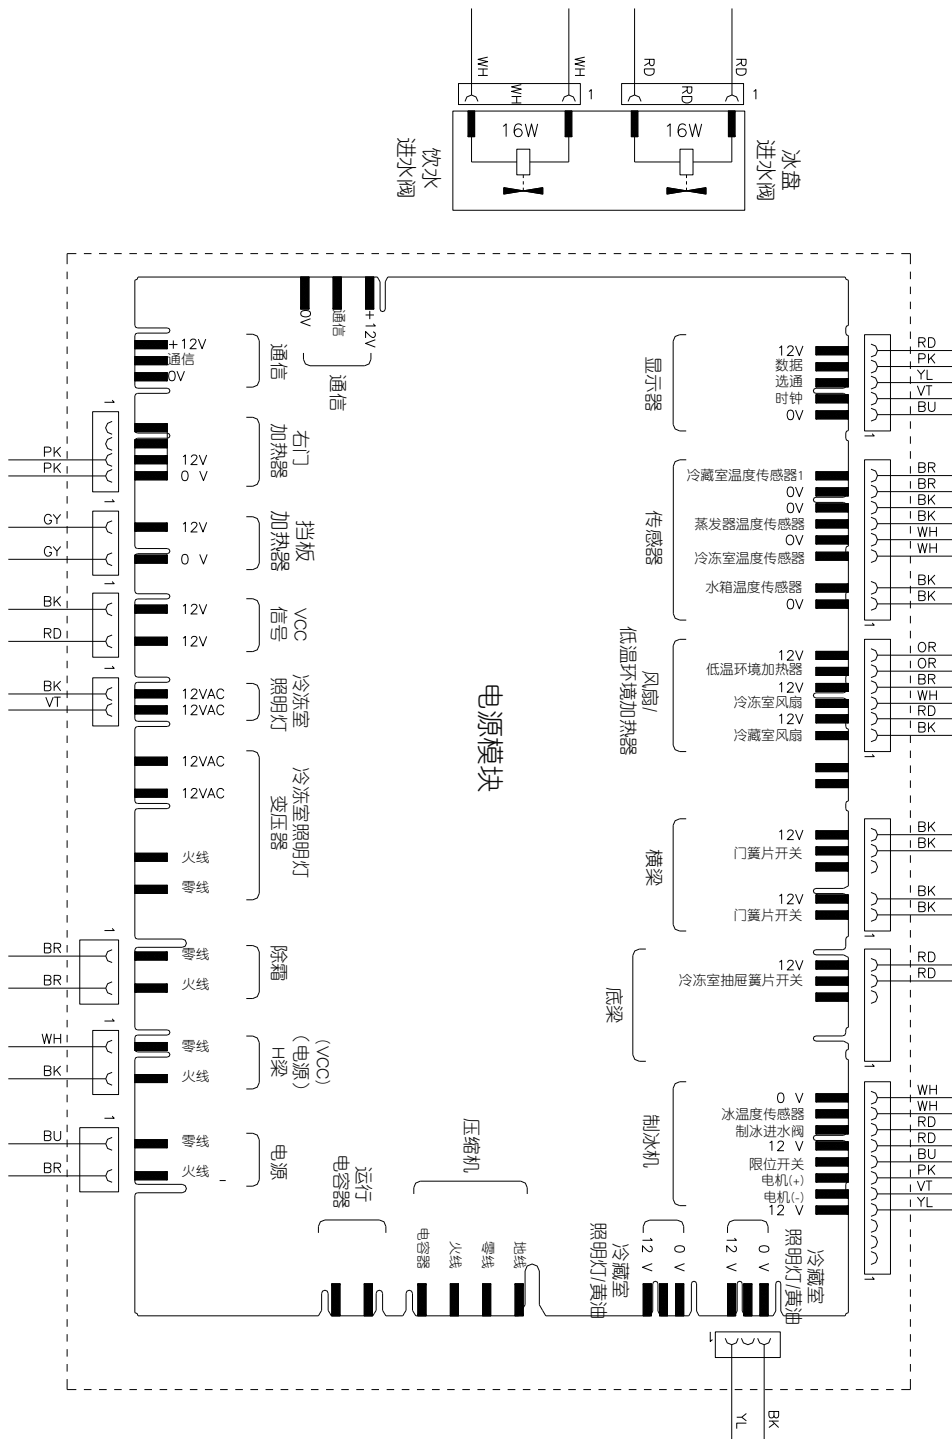 WH
WH
RD
RD
WH
1
RD
1
16W
16W
饮水
进水阀
冰盘
进水阀
0V
通信
+12V
通信
+12V
通信
0V
通信
1
PK
PK
12V
0 V
右门
加热器
1
GY
GY
12V
0 V
挡板
加热器
1
BK
RD
12V
12V
VCC
信号
1
BK
VT
12VAC
12VAC
冷冻室
照明灯
12VAC
12VAC
火线
零线
冷冻室照明灯
变压器
1
BR
BR
零线
火线
除霜
1
WH
BK
零线
火线
(VCC)
(电源)
H梁
1
BU
BR
零线
火线
电源
电源模块
显示器
12V
数据
选通
时钟
0V
RD
PK
YL
VT
BU
1
传感器
冷藏室温度传感器1
0V
0V
蒸发器温度传感器
0V
冷冻室温度传感器
水箱温度传感器
0V
BR
BR
BK
BK
WH
WH
BK
BK
1
风扇/
低温环境加热器
12V
低温环境加热器
12V
冷冻室风扇
12V
冷藏室风扇
OR
OR
BR
WH
RD
BK
1
横梁
12V
门簧片开关
12V
门簧片开关
BK
BK
BK
BK
1
底梁
12V
冷冻室抽屉簧片开关
RD
RD
1
制冰机
0 V
冰温度传感器
制冰进水阀
12 V
限位开关
电机(+)
电机(-)
12 V
WH
WH
RD
RD
BU
PK
VT
YL
1
运行
电容器
压缩机
电容器
火线
零线
地线
冷藏室
照明灯/黄油
12 V
0 V
冷藏室
照明灯/黄油
12 V
0 V
1
YL
BK